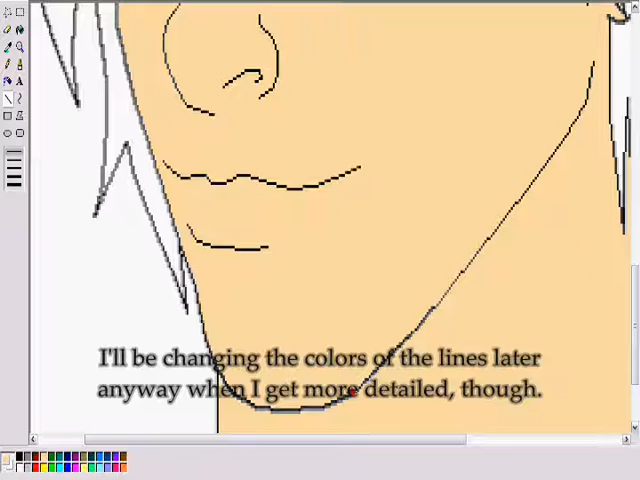 I'll be changing the colors of the lines later
anyway when I get more detailed, though.